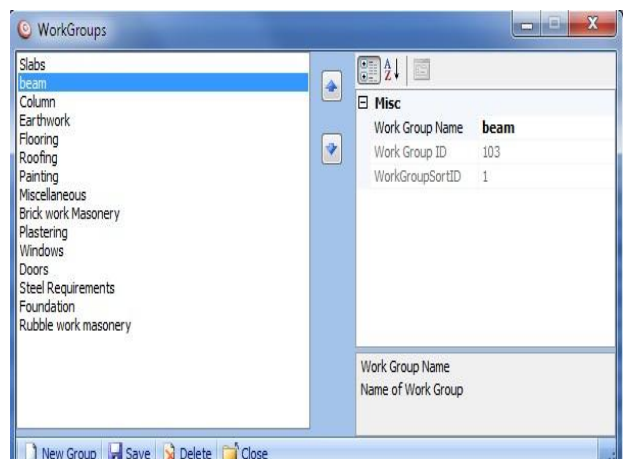 WorkGroups
Slabs
beam
Column
Earthwork
Flooring
Roofing
Painting
Miscellaneous
Brick work Masonery
Plastering
Windows
Doors
Steel Requirements
Foundation
Rubble work masonery
Misc
Work Group Name beam
Work Group ID 103
WorkGroupSortID 1
Work Group Name
Name of Work Group
New Group Save Delete Close